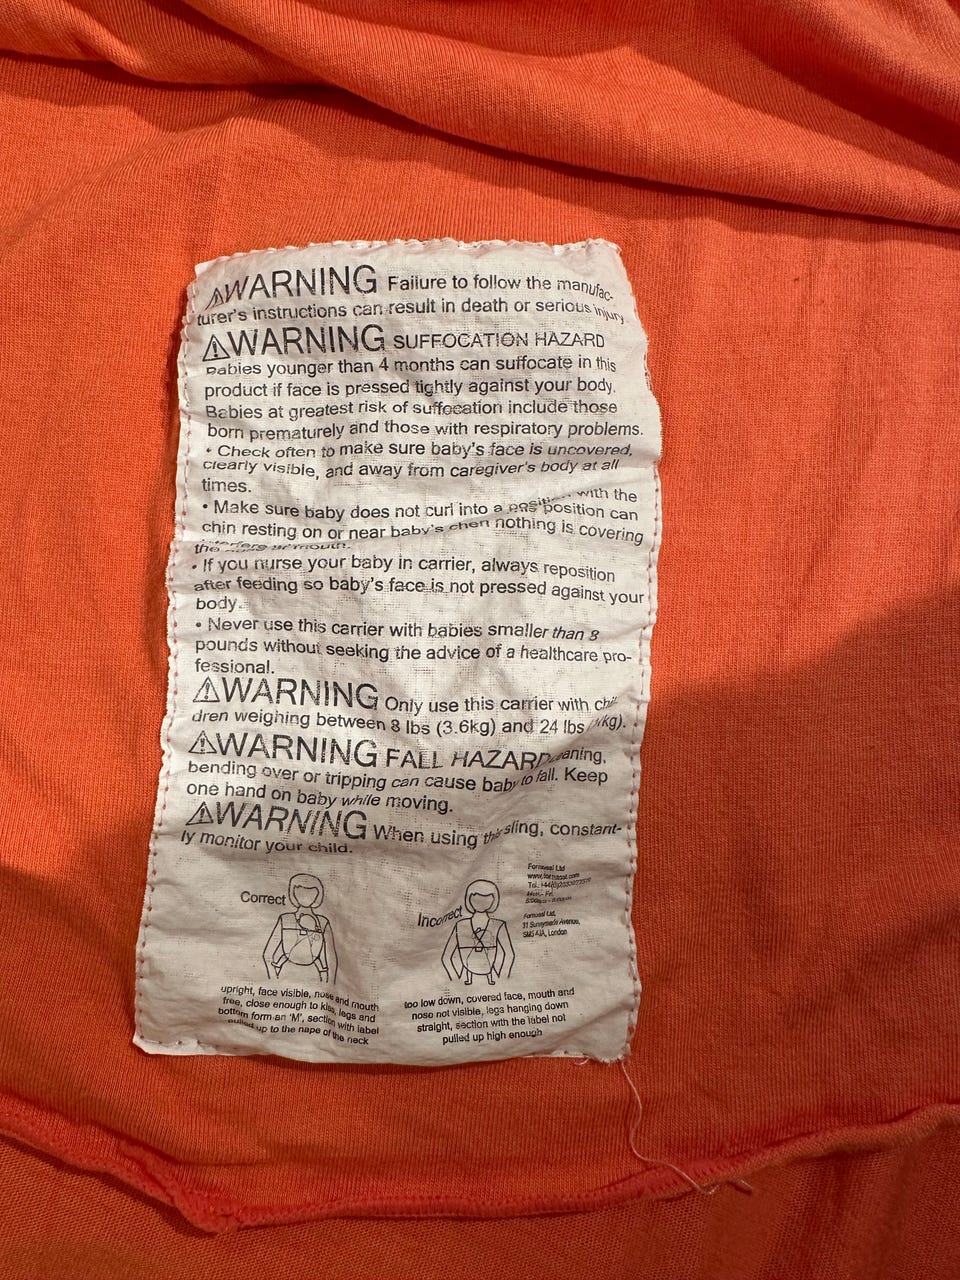 ⚠WARNING Failure to follow the manufac-
turer's instructions can result in death or serious injury
⚠WARNING SUFFOCATION HAZARD
Babies younger than 4 months can suffocate in this
product if face is pressed tightly against your body.
Babies at greatest risk of suffocation include those
born prematurely and those with respiratory problems.
• Check often to make sure baby's face is uncovered,
clearly visible, and away from caregiver's body at all
times.
• Make sure baby does not curl into a position with the
chin resting on or near baby's nothing is covering
the mouth.
• If you nurse your baby in carrier, always reposition
after feeding so baby's face is not pressed against your
body.
• Never use this carrier with babies smaller than 8
pounds without seeking the advice of a healthcare pro-
fessional.
⚠WARNING Only use this carrier with chil-
dren weighing between 8 lbs (3.6kg) and 24 lbs
⚠WARNING FALL HAZARD
bending over or tripping can cause baby to fall. Keep
one hand on baby while moving.
⚠WARNING When using this sling, constant-
ly monitor your child.
Correct
upright, face visible, nose and mouth
free, close enough to kiss, legs and
bottom form an 'M', section with label
pulled up to the nape of the neck
Incorrect
too low down, covered face, mouth and
nose not visible, legs hanging down
straight, section with the label not
pulled up high enough
Ltd
Mon.- Fri.
Ltd,
31 Sunnymede Avenue,
London